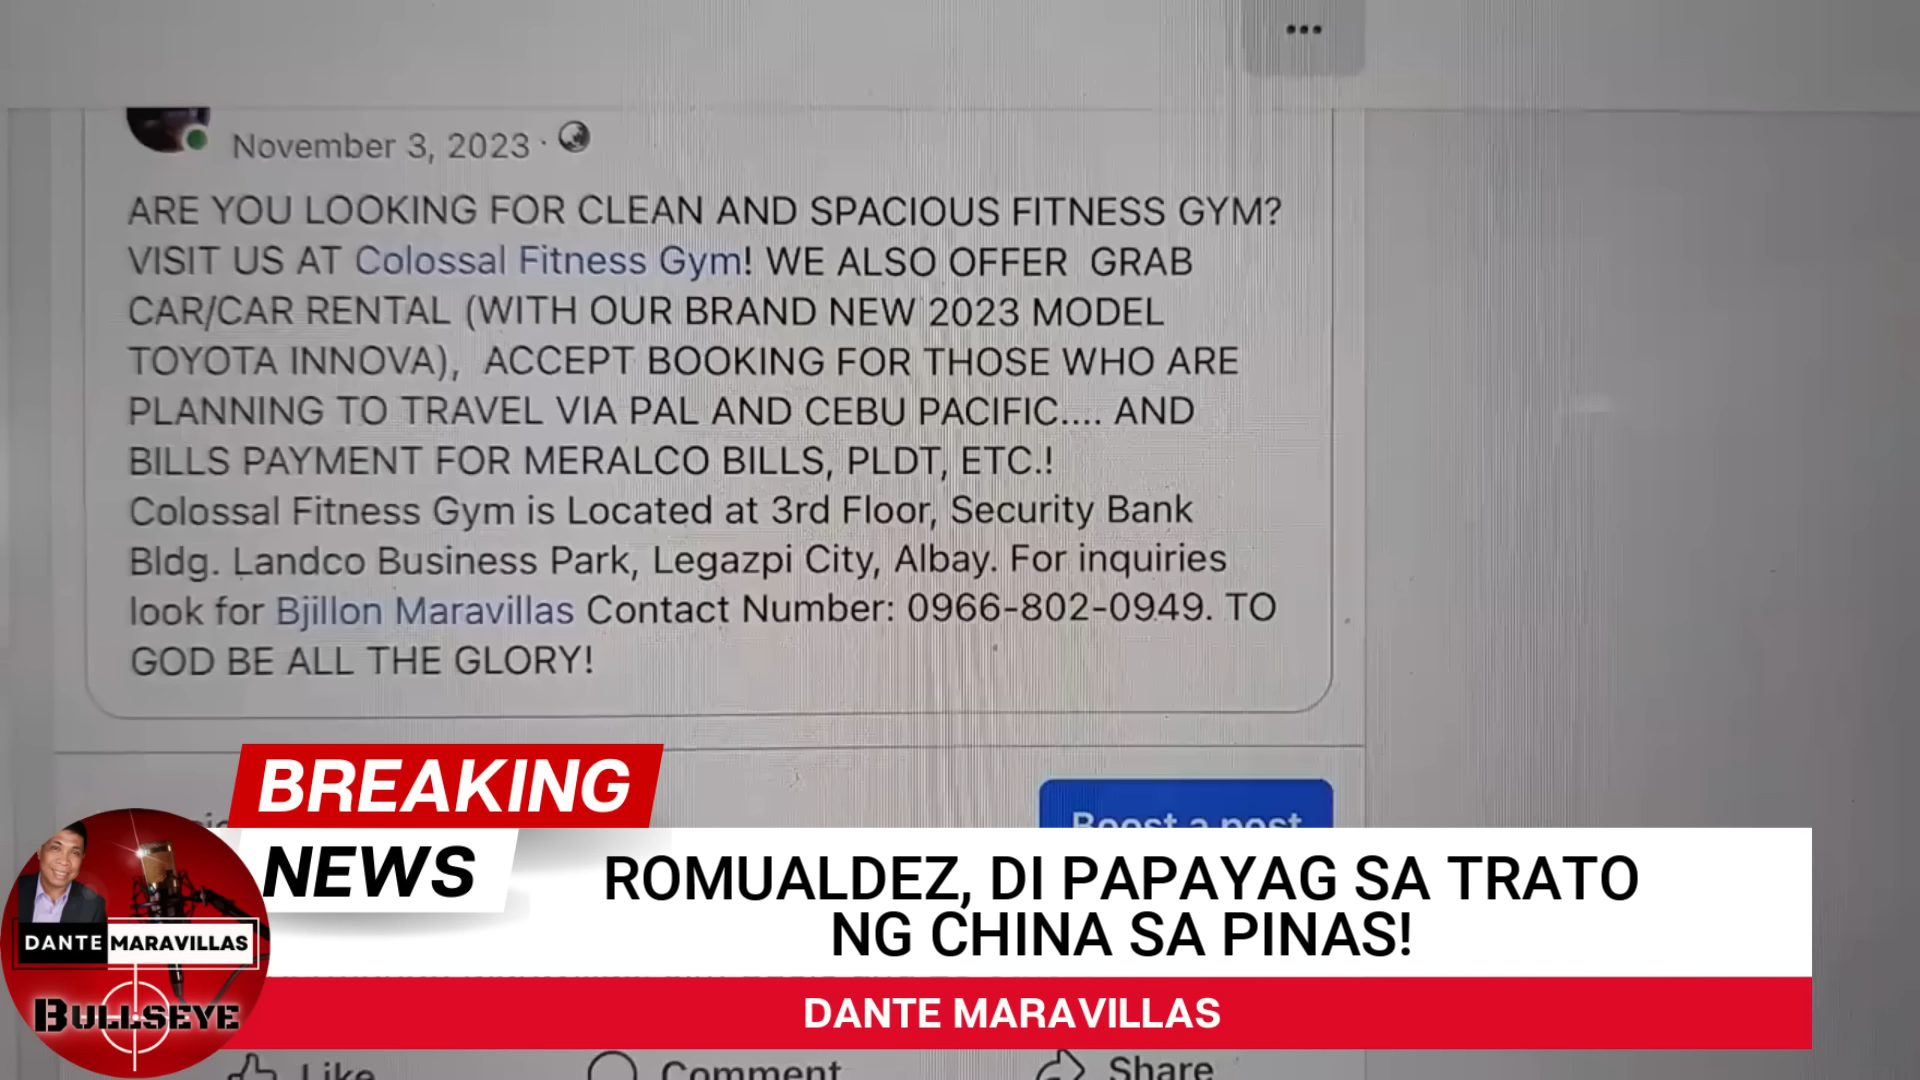 ...
November 3, 2023 ·
ARE YOU LOOKING FOR CLEAN AND SPACIOUS FITNESS GYM?
VISIT US AT Colossal Fitness Gym! WE ALSO OFFER GRAB
CAR/CAR RENTAL (WITH OUR BRAND NEW 2023 MODEL
TOYOTA INNOVA), ACCEPT BOOKING FOR THOSE WHO ARE
PLANNING TO TRAVEL VIA PAL AND CEBU PACIFIC.... AND
BILLS PAYMENT FOR MERALCO BILLS, PLDT, ETC.!
Colossal Fitness Gym is Located at 3rd Floor, Security Bank
Bldg. Landco Business Park, Legazpi City, Albay. For inquiries
look for Bjillon Maravillas Contact Number: 0966-802-0949. TO
GOD BE ALL THE GLORY!
Boost a post
BREAKING
NEWS
ROMUALDEZ, DI PAPAYAG SA TRATO
NG CHINA SA PINAS!
DANTE MARAVILLAS
DANTE MARAVILLAS
BULLSEYE
Like
Comment
Share